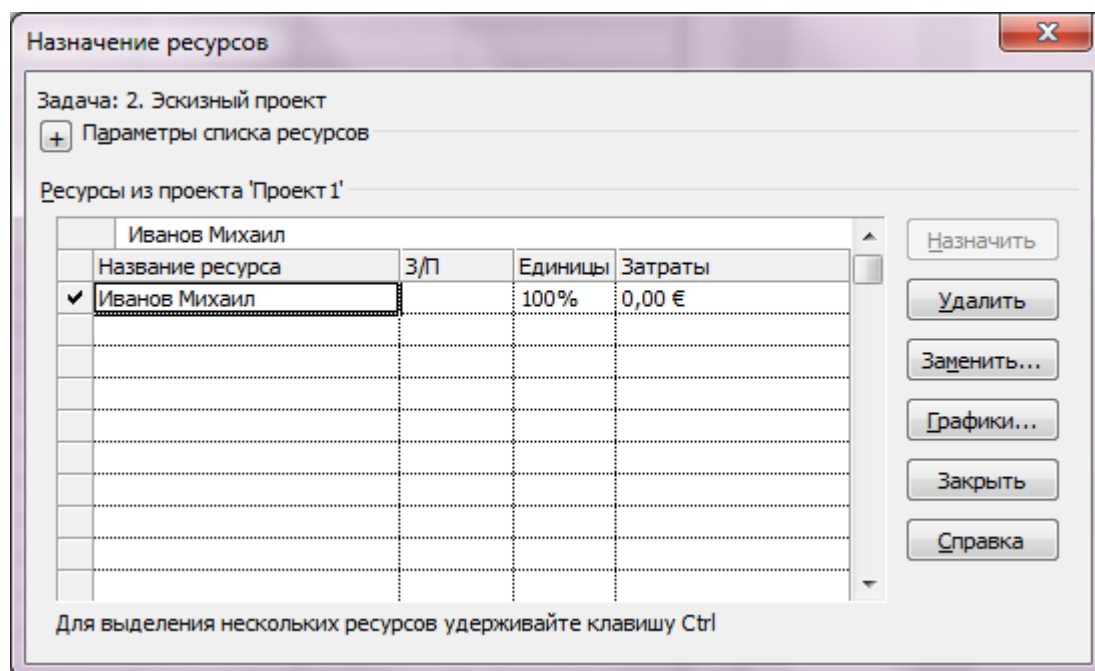 Назначение ресурсов
Задача: 2. Эскизный проект
+ Параметры списка ресурсов
Ресурсы из проекта 'Проект1'
Иванов Михаил
Название ресурса З/П Единицы Затраты
Иванов Михаил 100% 0,00 €
Назначить
Удалить
Заменить...
Графики...
Закрыть
Справка
Для выделения нескольких ресурсов удерживайте клавишу Ctrl